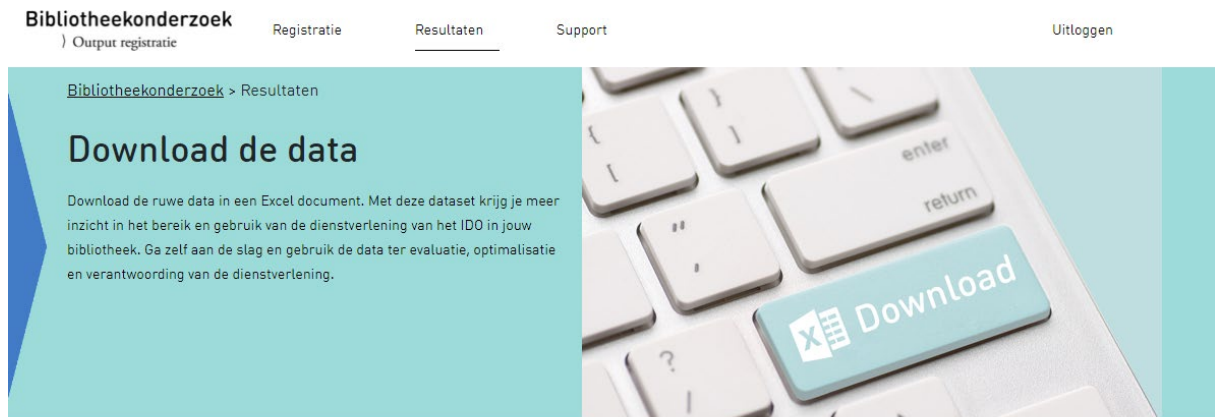 Bibliotheekonderzoek
⟩ Output registratie
Registratie
Resultaten
Support
Uitloggen
Bibliotheekonderzoek > Resultaten
Download de data
Download de ruwe data in een Excel document. Met deze dataset krijg je meer
inzicht in het bereik en gebruik van de dienstverlening van het IDO in jouw
bibliotheek. Ga zelf aan de slag en gebruik de data ter evaluatie, optimalisatie
en verantwoording van de dienstverlening.
{
[
}
]
|
\
enter
return
"
,
X Download
?
/